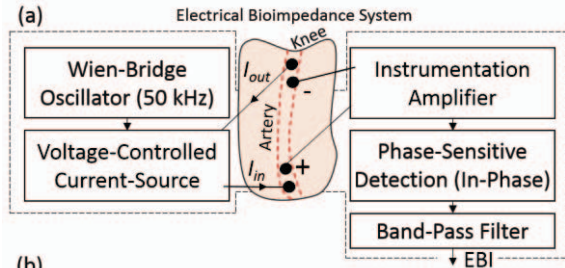 (a)
Electrical Bioimpedance System
Wien-Bridge
Oscillator (50 kHz)
Voltage-Controlled
Current-Source
Iout
Iin
Knee
Artery
-
+
Instrumentation
Amplifier
Phase-Sensitive
Detection (In-Phase)
Band-Pass Filter
EBI
(b)